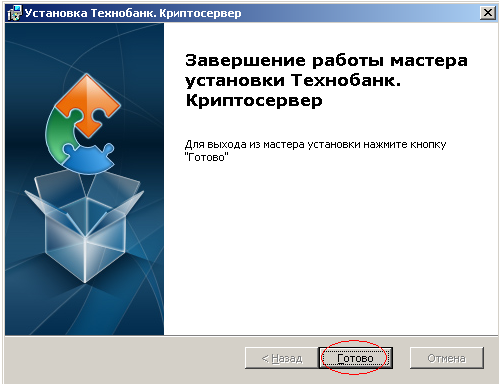 Установка Технобанк. Криптосервер
Завершение работы мастера
установки Технобанк.
Криптосервер
Для выхода из мастера установки нажмите кнопку
"Готово"
< Назад
Готово
Отмена